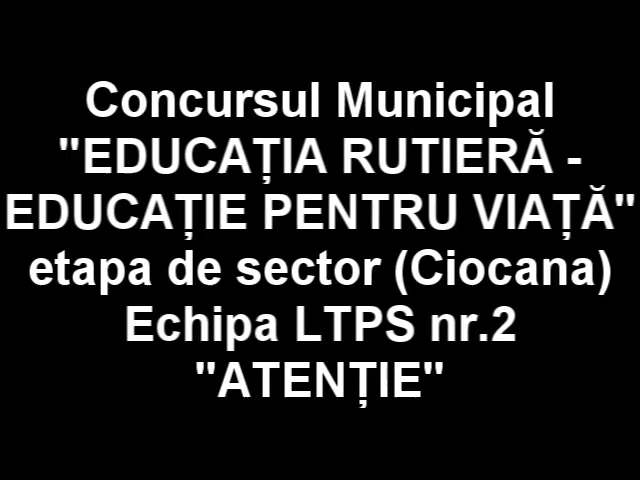 Concursul Municipal
"EDUCAȚIA RUTIERĂ -
EDUCAȚIE PENTRU VIAȚĂ"
etapa de sector (Ciocana)
Echipa LTPS nr.2
"ATENȚIE"